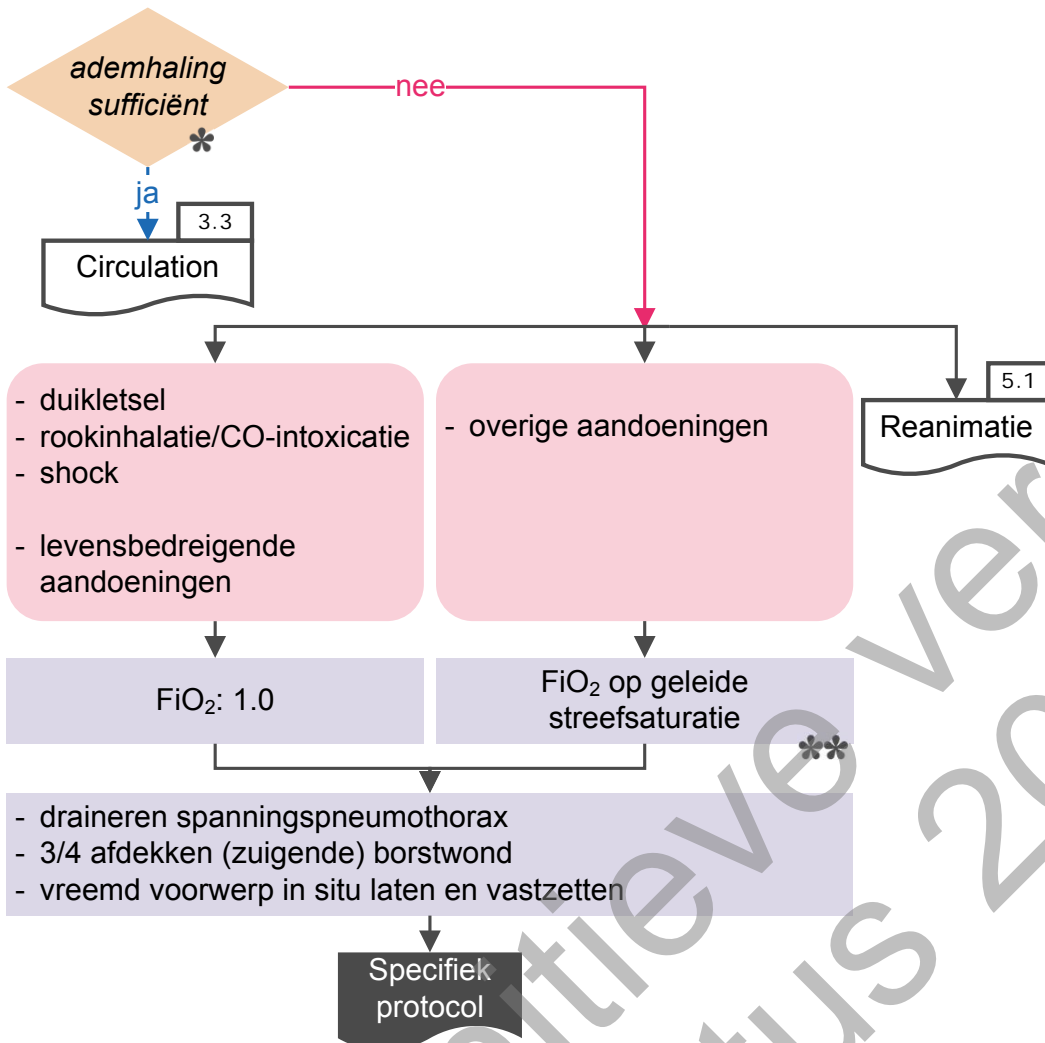 ademhaling
sufficiënt
*
nee
ja
3.3
Circulation
- duikletsel
- rookinhalatie/CO-intoxicatie
- shock
- levensbedreigende
aandoeningen
- overige aandoeningen
5.1
Reanimatie
FiO₂: 1.0
FiO₂ op geleide
streefsaturatie
**
- draineren spanningspneumothorax
- 3/4 afdekken (zuigende) borstwond
- vreemd voorwerp in situ laten en vastzetten
Specifiek
protocol